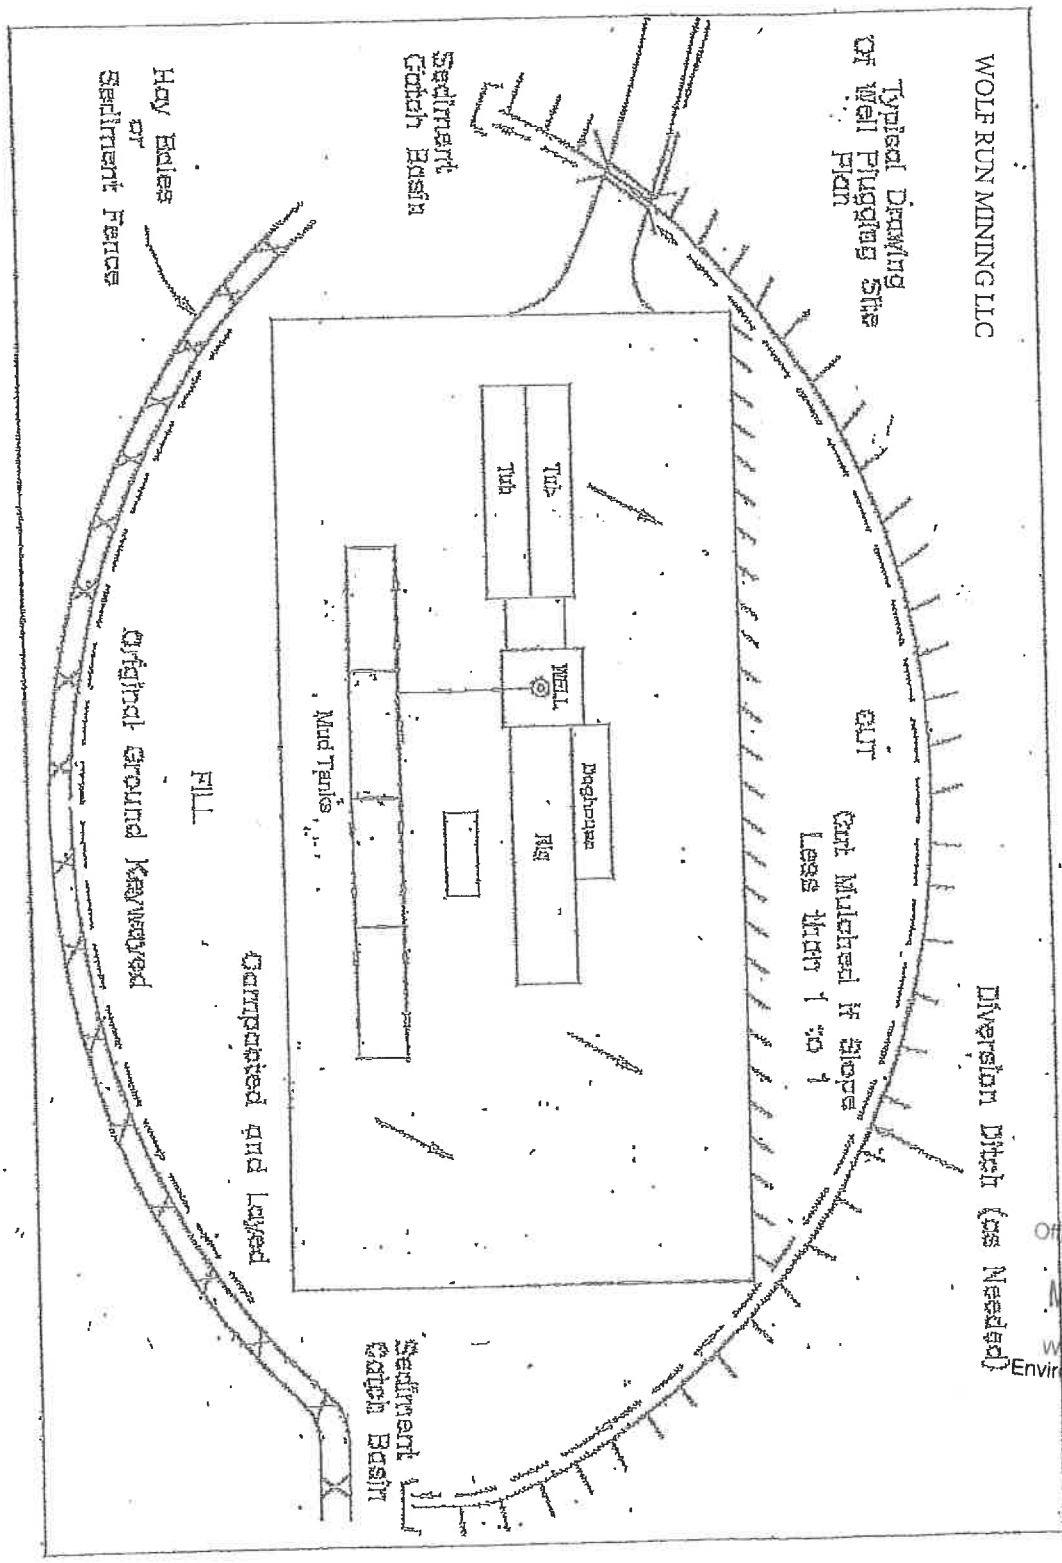 WOLF RUN MINING LLC
Typical Drawing
of Well Plugging Site
Plan
Diversion Ditch (as Needed)
Sediment
Catch Basin
CUT
Cut Mulched if Slope
Less than 1 to 1
Tub
Tub
WELL
Doghouse
Rig
Mud Tanks
Hay Bales
or
Sediment Fence
FILL
Original Ground Keywayed
Compacted and Layed
Sediment
Catch Basin